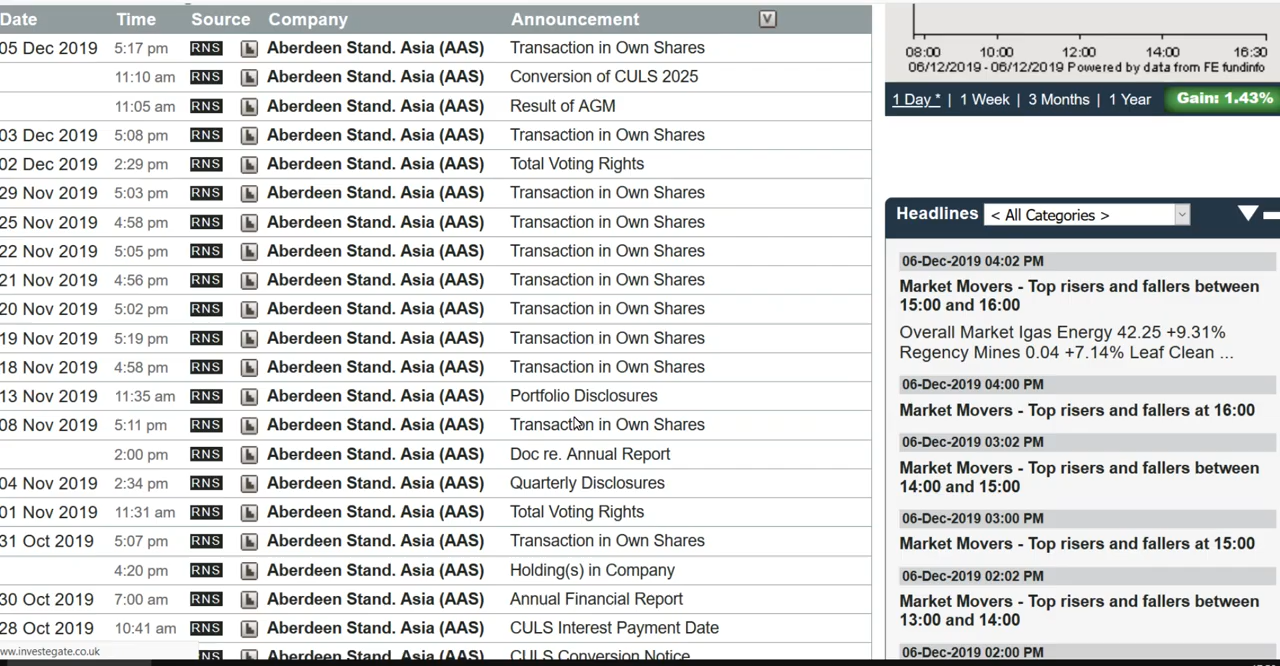 Date Time Source Company Announcement V
05 Dec 2019 5:17 pm RNS Aberdeen Stand. Asia (AAS) Transaction in Own Shares
11:10 am RNS Aberdeen Stand. Asia (AAS) Conversion of CULS 2025
11:05 am RNS Aberdeen Stand. Asia (AAS) Result of AGM
03 Dec 2019 5:08 pm RNS Aberdeen Stand. Asia (AAS) Transaction in Own Shares
02 Dec 2019 2:29 pm RNS Aberdeen Stand. Asia (AAS) Total Voting Rights
29 Nov 2019 5:03 pm RNS Aberdeen Stand. Asia (AAS) Transaction in Own Shares
25 Nov 2019 4:58 pm RNS Aberdeen Stand. Asia (AAS) Transaction in Own Shares
22 Nov 2019 5:05 pm RNS Aberdeen Stand. Asia (AAS) Transaction in Own Shares
21 Nov 2019 4:56 pm RNS Aberdeen Stand. Asia (AAS) Transaction in Own Shares
20 Nov 2019 5:02 pm RNS Aberdeen Stand. Asia (AAS) Transaction in Own Shares
19 Nov 2019 5:19 pm RNS Aberdeen Stand. Asia (AAS) Transaction in Own Shares
18 Nov 2019 4:58 pm RNS Aberdeen Stand. Asia (AAS) Transaction in Own Shares
13 Nov 2019 11:35 am RNS Aberdeen Stand. Asia (AAS) Portfolio Disclosures
08 Nov 2019 5:11 pm RNS Aberdeen Stand. Asia (AAS) Transaction in Own Shares
2:00 pm RNS Aberdeen Stand. Asia (AAS) Doc re. Annual Report
04 Nov 2019 2:34 pm RNS Aberdeen Stand. Asia (AAS) Quarterly Disclosures
01 Nov 2019 11:31 am RNS Aberdeen Stand. Asia (AAS) Total Voting Rights
31 Oct 2019 5:07 pm RNS Aberdeen Stand. Asia (AAS) Transaction in Own Shares
4:20 pm RNS Aberdeen Stand. Asia (AAS) Holding(s) in Company
30 Oct 2019 7:00 am RNS Aberdeen Stand. Asia (AAS) Annual Financial Report
28 Oct 2019 10:41 am RNS Aberdeen Stand. Asia (AAS) CULS Interest Payment Date
www.investegate.co.uk NS Aberdeen Stand. Asia (AAS) CULS Conversion Notice
08:00 10:00 12:00 14:00 16:30
06/12/2019 - 06/12/2019 Powered by data from FE fundinfo
1 Day * | 1 Week | 3 Months | 1 Year Gain: 1.43%
Headlines < All Categories >
06-Dec-2019 04:02 PM
Market Movers - Top risers and fallers between
15:00 and 16:00
Overall Market Igas Energy 42.25 +9.31%
Regency Mines 0.04 +7.14% Leaf Clean ...
06-Dec-2019 04:00 PM
Market Movers - Top risers and fallers at 16:00
06-Dec-2019 03:02 PM
Market Movers - Top risers and fallers between
14:00 and 15:00
06-Dec-2019 03:00 PM
Market Movers - Top risers and fallers at 15:00
06-Dec-2019 02:02 PM
Market Movers - Top risers and fallers between
13:00 and 14:00
06-Dec-2019 02:00 PM